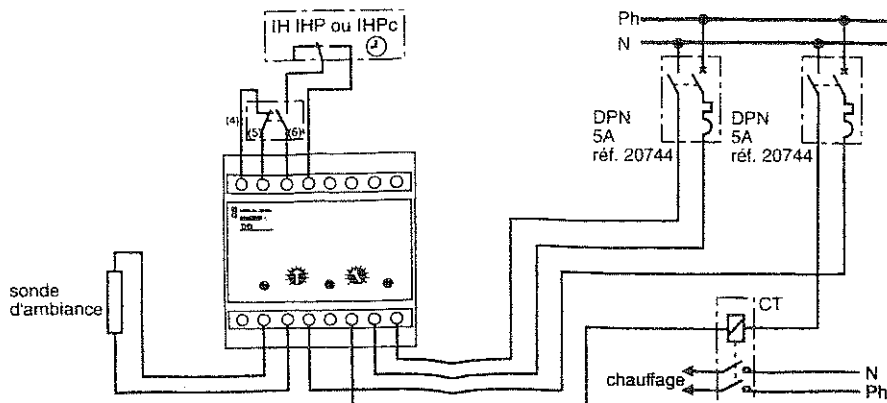 iH IHP ou IHPc
Ph
N
(4)
(5)
(6)
DPN
5A
réf. 20744
DPN
5A
réf. 20744
sonde
d'ambiance
CT
chauffage
N
Ph